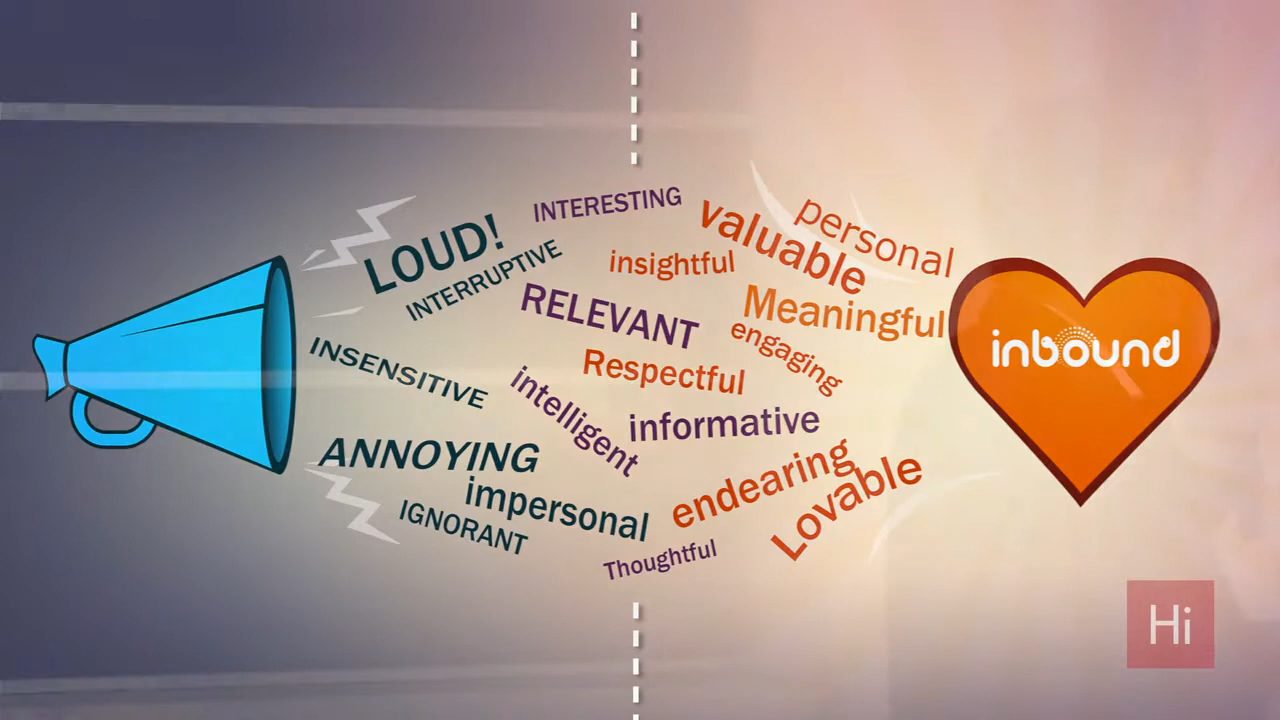 LOUD!
INTERRUPTIVE
INSENSITIVE
ANNOYING
impersonal
IGNORANT
INTERESTING
insightful
RELEVANT
Respectful
intelligent
informative
Thoughtful
valuable
personal
Meaningful
engaging
endearing
Lovable
inbound
Hi